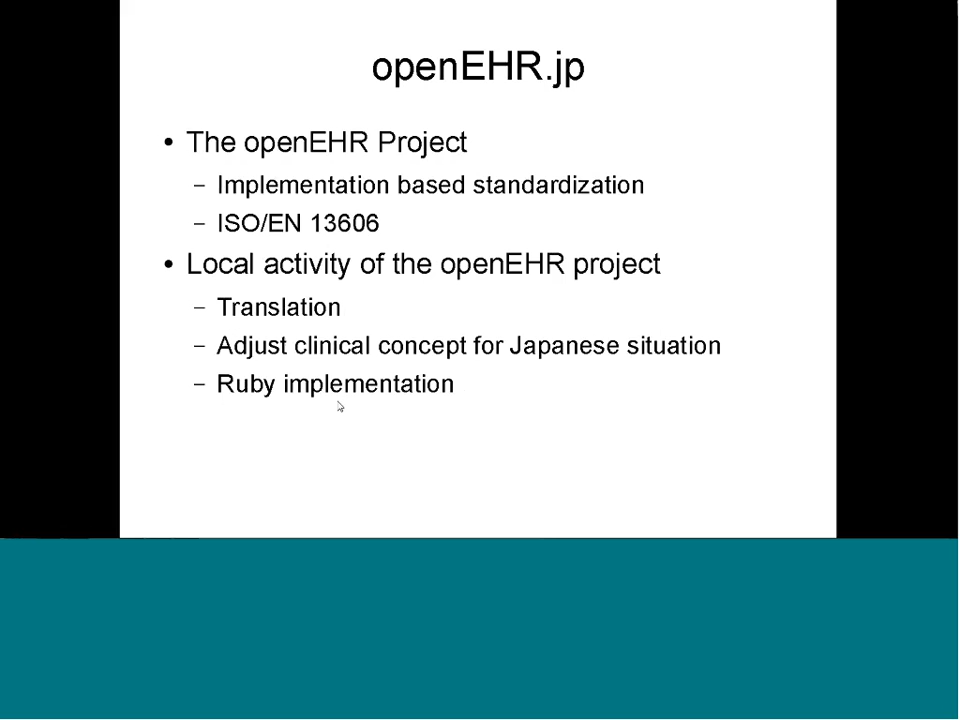 openEHR.jp
• The openEHR Project
– Implementation based standardization
– ISO/EN 13606
• Local activity of the openEHR project
– Translation
– Adjust clinical concept for Japanese situation
– Ruby implementation